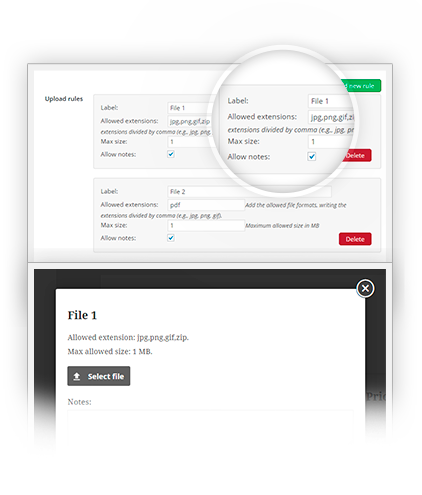 new rule
Upload rules
Label: File 1
Allowed extensions: jpg,png,gif,zip
extensions divided by comma (e.g., jpg, png,
Max size: 1
Allow notes:
Delete
Label: File 1
Allowed extensions: jpg,png,gif,zi
extensions divided by comma (e.g., jpg, p
Max size: 1
Allow notes:
Label: File 2
Allowed extensions: pdf Add the allowed file formats, writing the
extensions divided by comma (e.g., jpg, png, gif).
Max size: 1 Maximum allowed size in MB
Allow notes:
Delete
File 1
Allowed extension: jpg,png,gif,zip.
Max allowed size: 1 MB.
Select file
Notes: